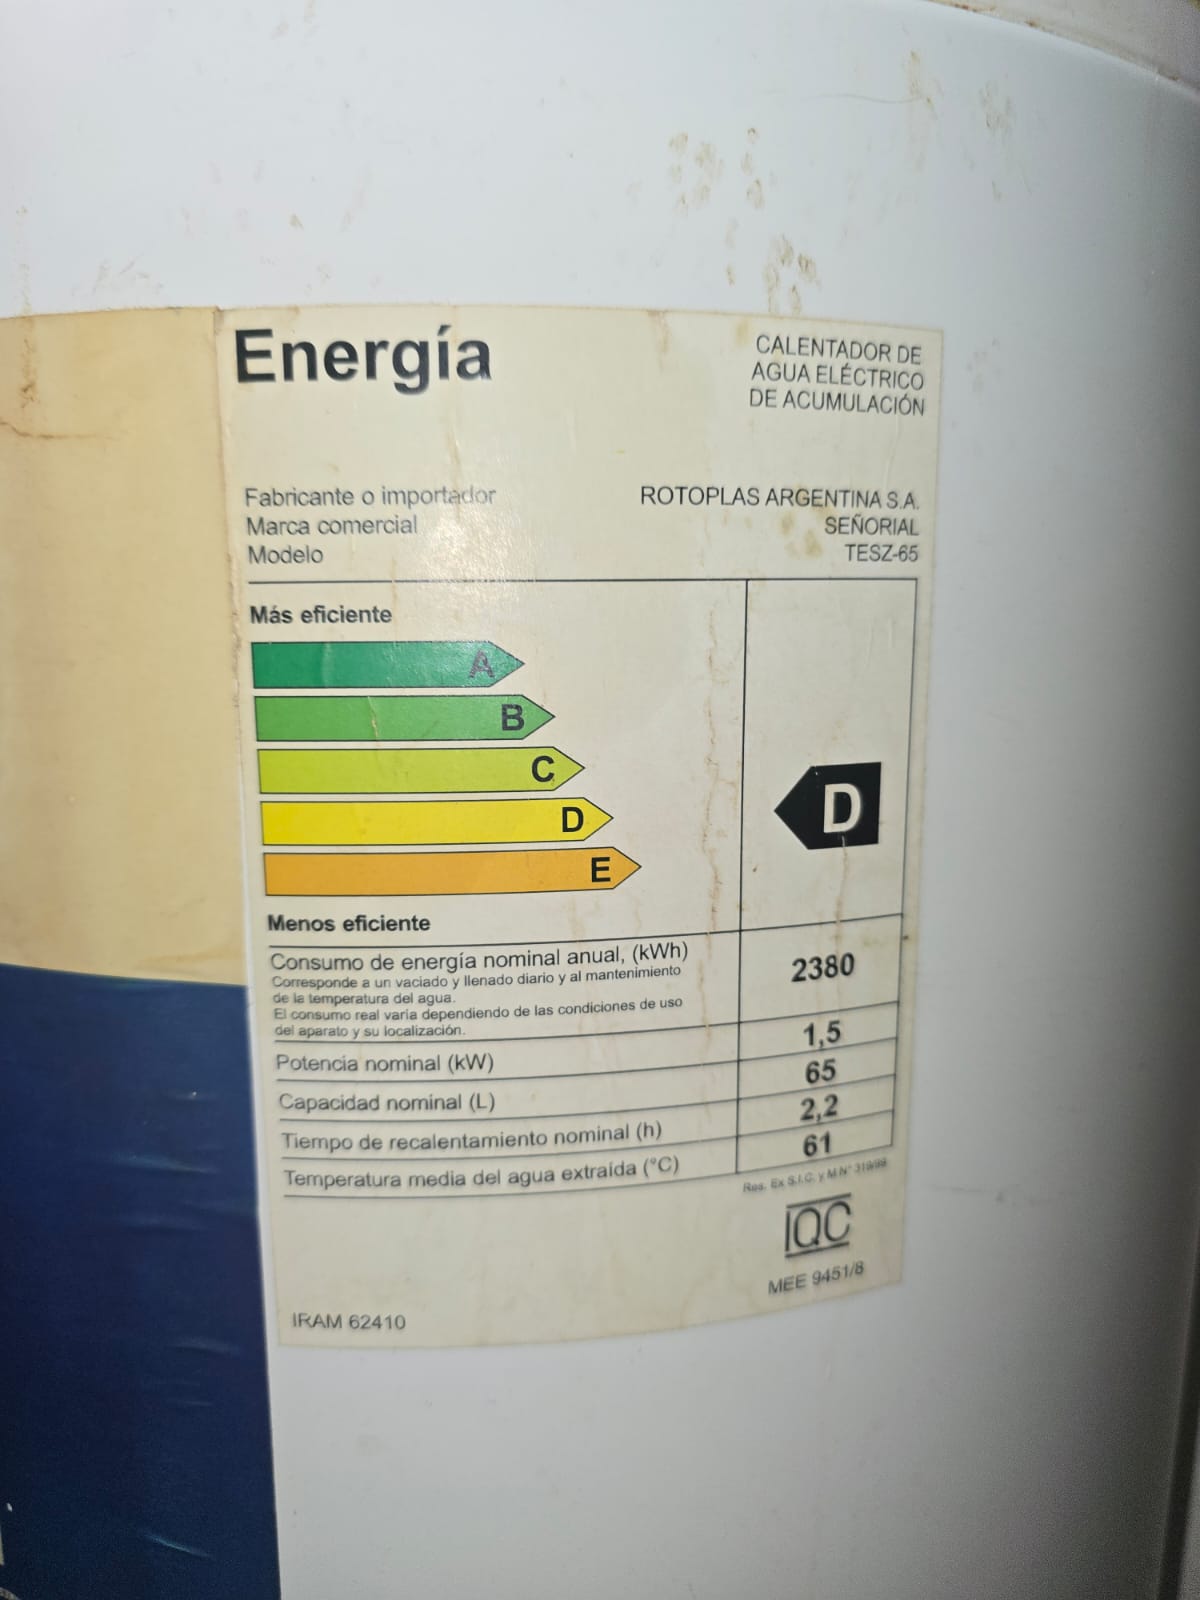 Energía
CALENTADOR DE
AGUA ELÉCTRICO
DE ACUMULACIÓN
Fabricante o importador ROTOPLAS ARGENTINA S.A.
Marca comercial SEÑORIAL
Modelo TESZ-65
Más eficiente
A
B
C
D D
E
Menos eficiente
Consumo de energía nominal anual, (kWh) 2380
Corresponde a un vaciado y llenado diario y al mantenimiento
de la temperatura del agua.
El consumo real varía dependiendo de las condiciones de uso
del aparato y su localización.
Potencia nominal (kW) 1,5
Capacidad nominal (L) 65
Tiempo de recalentamiento nominal (h) 2,2
Temperatura media del agua extraída (°C) 61
Res. Ex S.I.C. y M N° 319/99
IQC
MEE 9451/8
IRAM 62410